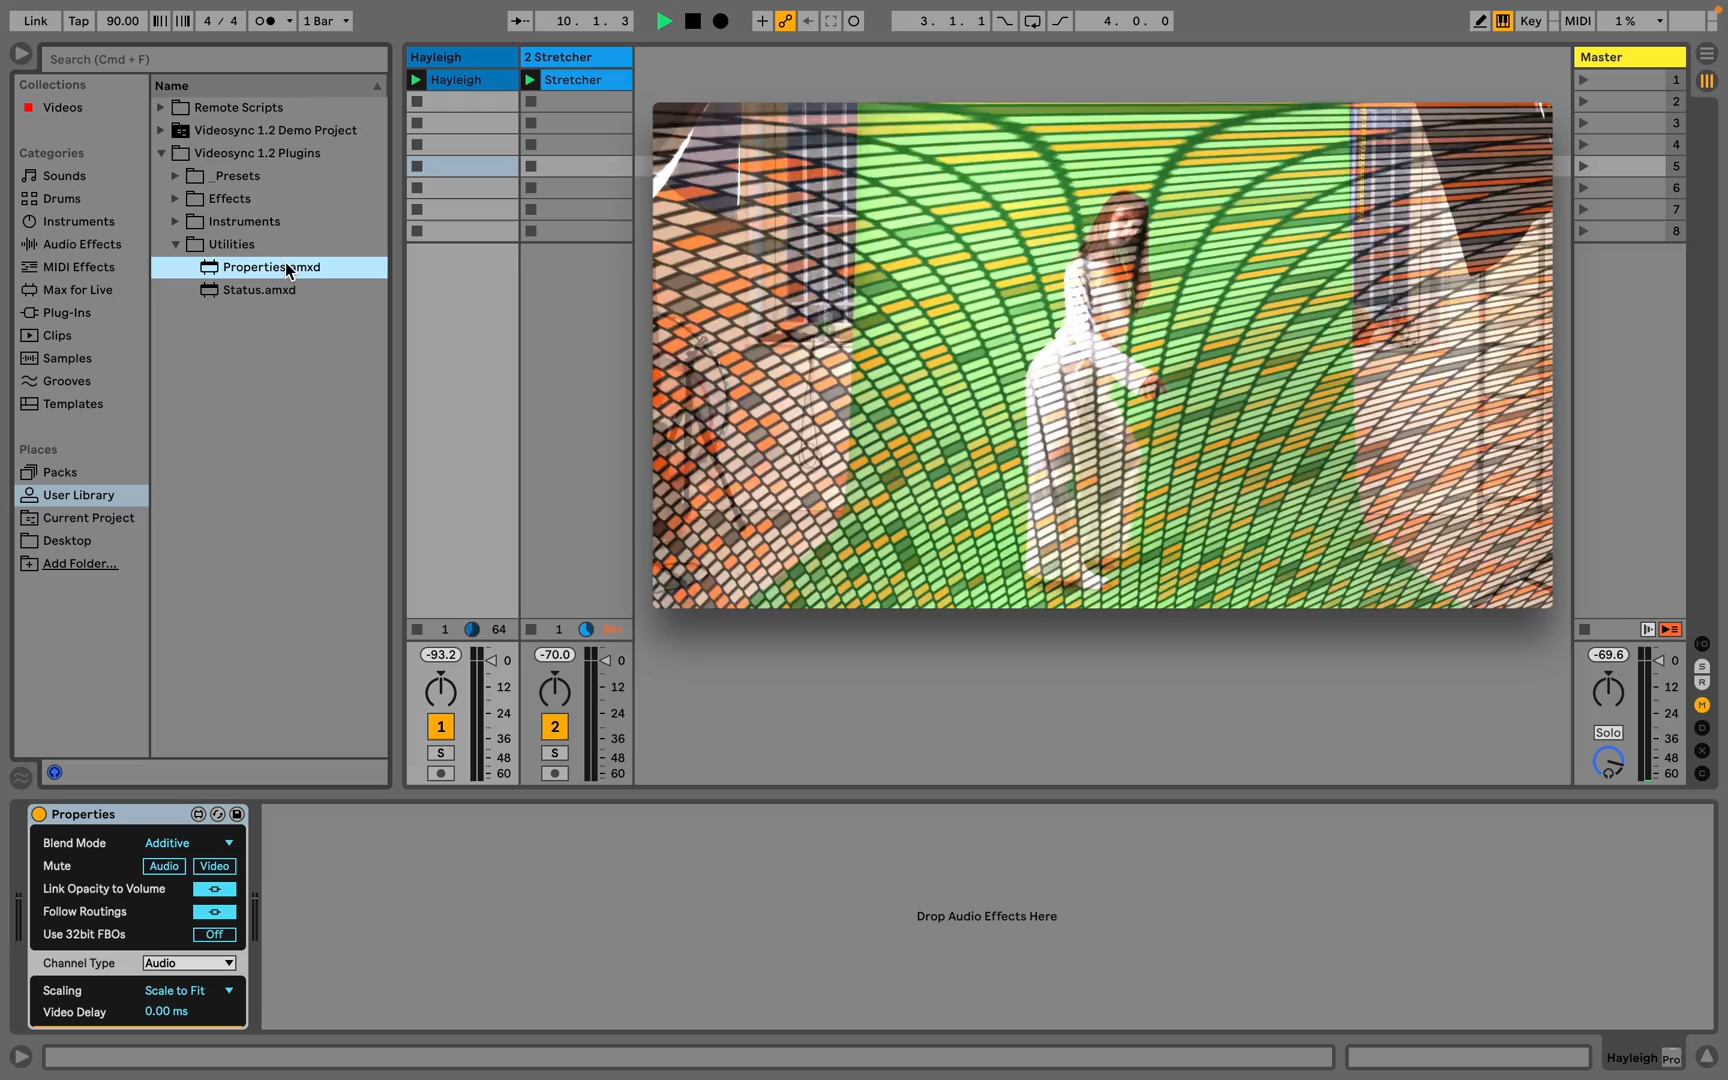 Link Tap 90.00 4 / 4 1 Bar 10. 1. 3 3. 1. 1 4. 0. 0 Key MIDI 1 %
Search (Cmd + F)
Collections
Videos
Categories
Sounds
Drums
Instruments
Audio Effects
MIDI Effects
Max for Live
Plug-Ins
Clips
Samples
Grooves
Templates
Places
Packs
User Library
Current Project
Desktop
Add Folder...
Name
Remote Scripts
Videosync 1.2 Demo Project
Videosync 1.2 Plugins
_Presets
Effects
Instruments
Utilities
Properties.amxd
Status.amxd
Hayleigh
Hayleigh
1 64
-93.2
0
12
24
36
48
60
1
S
2 Stretcher
Stretcher
1
-70.0
0
12
24
36
48
60
2
S
Master
1
2
3
4
5
6
7
8
-69.6
0
12
24
36
48
60
Solo
I-O
S
R
M
D
X
C
Properties
Blend Mode Additive
Mute Audio Video
Link Opacity to Volume
Follow Routings
Use 32bit FBOs Off
Channel Type Audio
Scaling Scale to Fit
Video Delay 0.00 ms
Drop Audio Effects Here
Hayleigh Pro